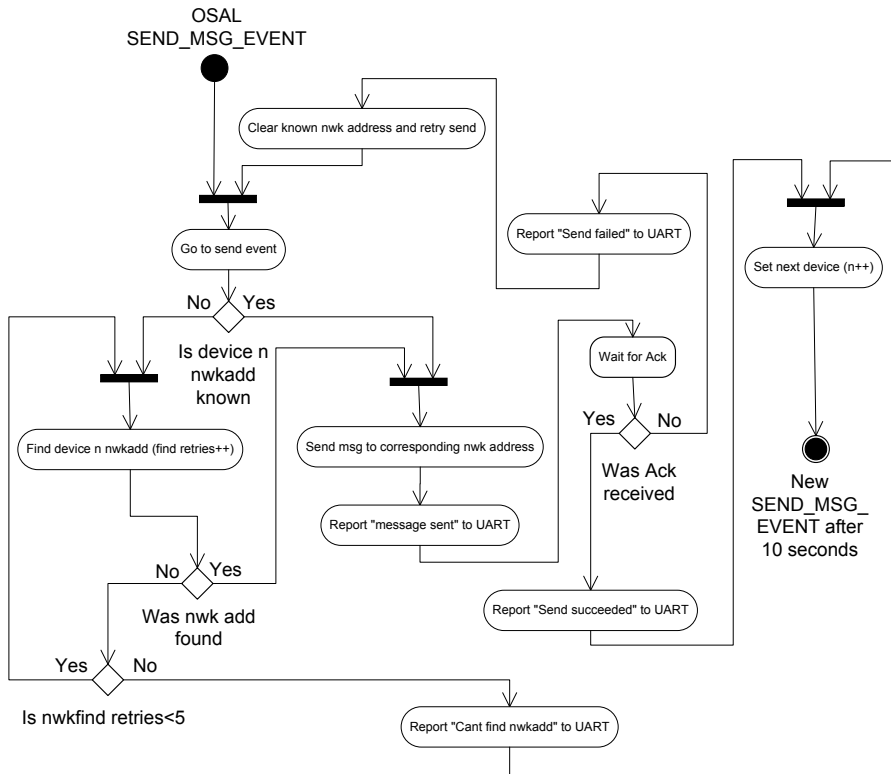 OSAL
SEND_MSG_EVENT
Clear known nwk address and retry send
Go to send event
No
Yes
Is device n
nwkadd
known
Find device n nwkadd (find retries++)
No
Yes
Was nwk add
found
Yes
No
Is nwkfind retries<5
Send msg to corresponding nwk address
Report "message sent" to UART
Report "Send failed" to UART
Wait for Ack
Yes
No
Was Ack
received
Report "Send succeeded" to UART
Report "Cant find nwkadd" to UART
Set next device (n++)
New
SEND_MSG_
EVENT after
10 seconds